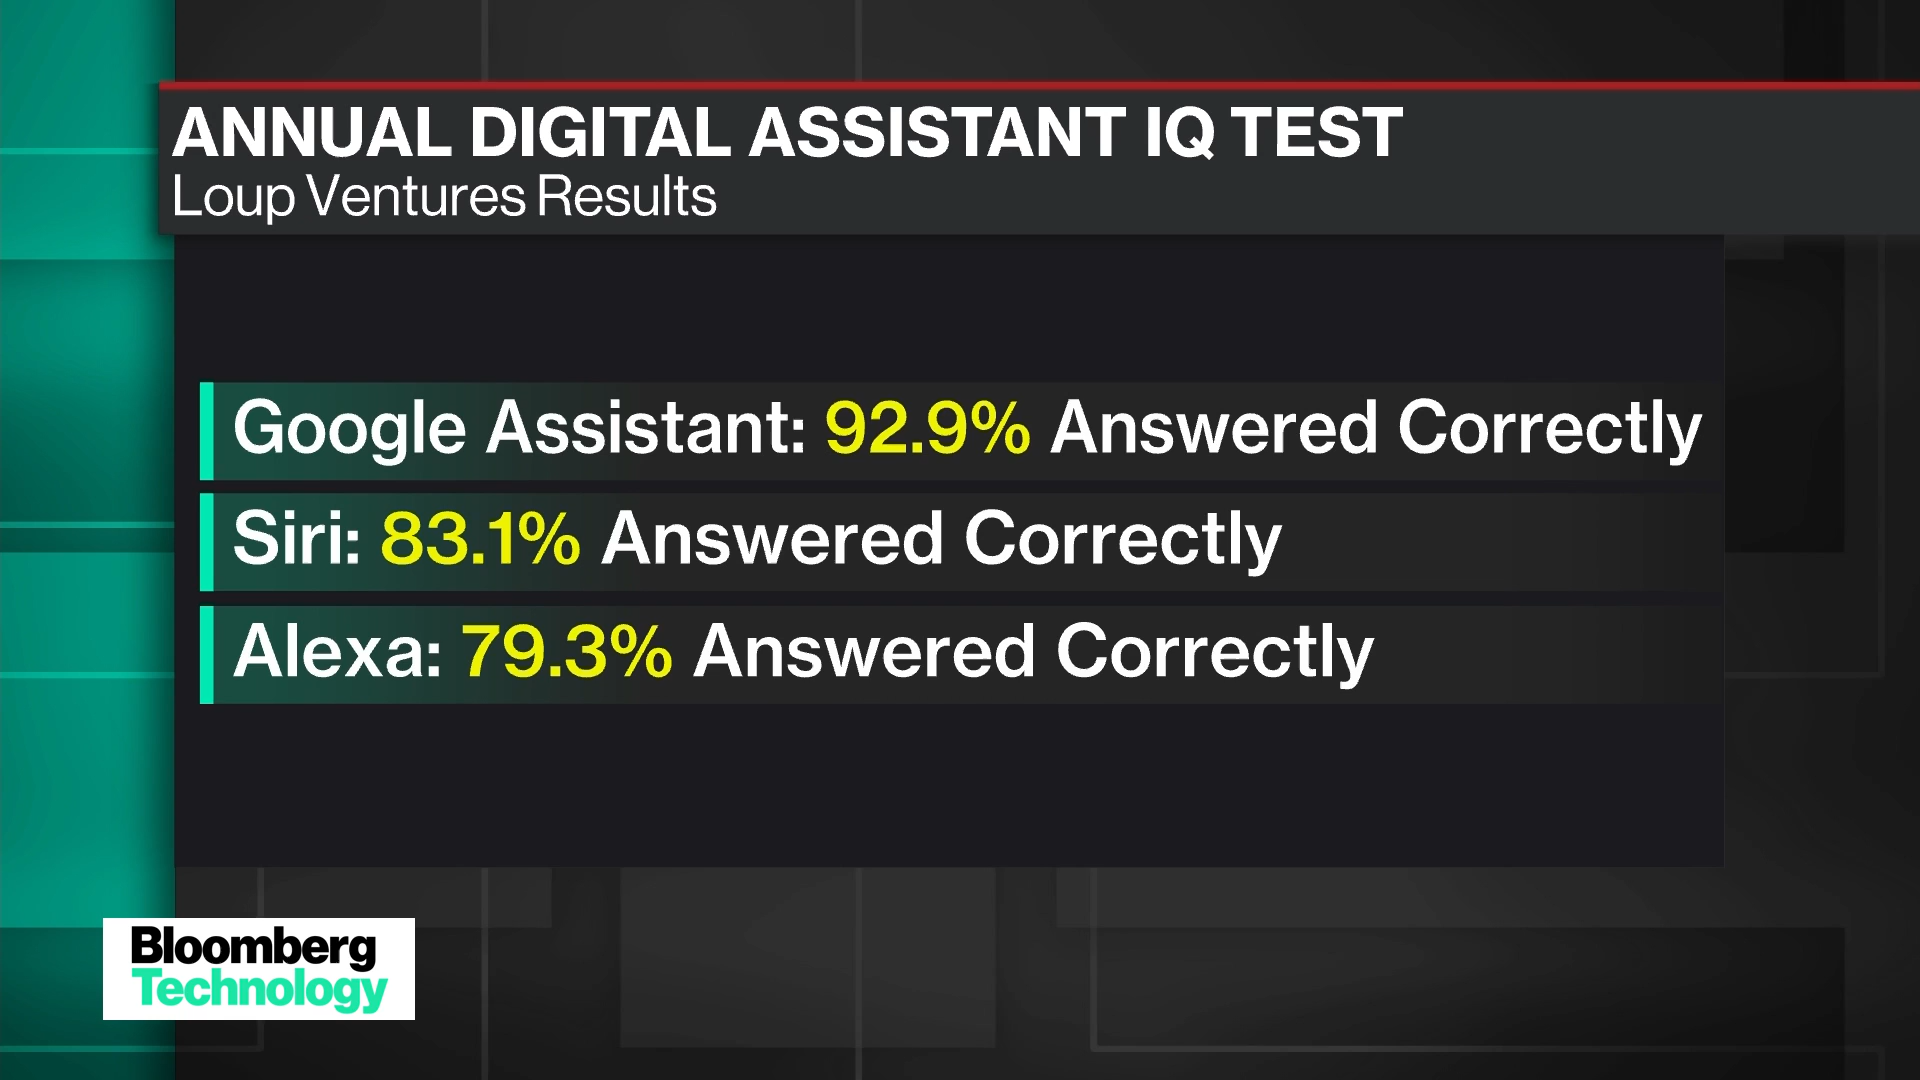 ANNUAL DIGITAL ASSISTANT IQ TEST
Loup Ventures Results
Google Assistant: 92.9% Answered Correctly
Siri: 83.1% Answered Correctly
Alexa: 79.3% Answered Correctly
Bloomberg
Technology